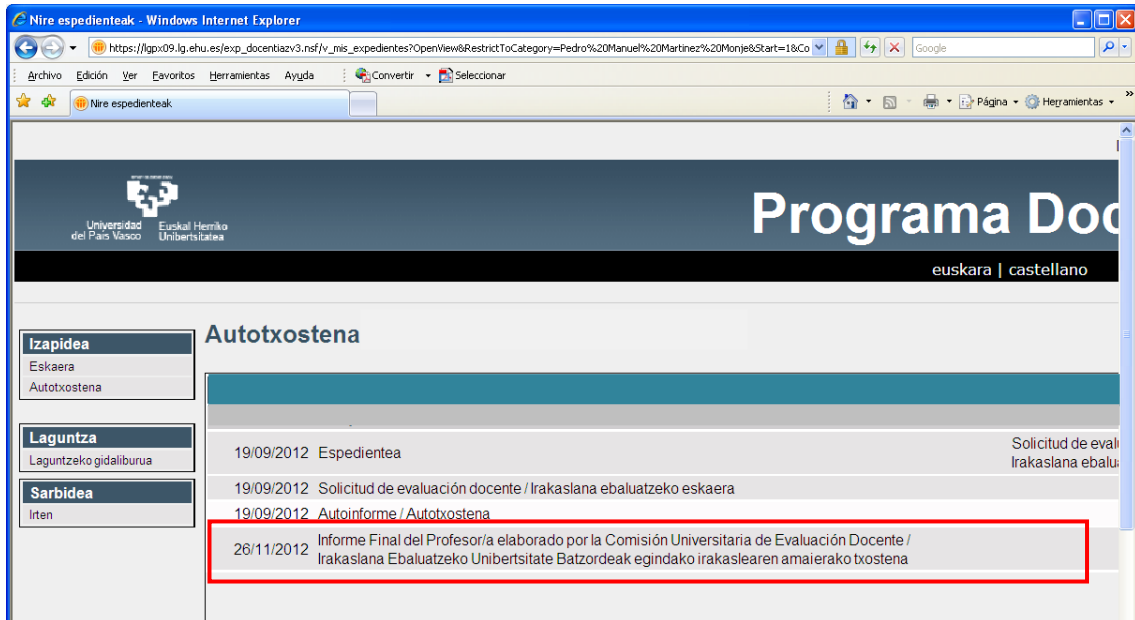 Nire espedienteak - Windows Internet Explorer
https://lgpx09.lg.ehu.es/exp_docentiazv3.nsf/v_mis_expedientes?OpenView&RestrictToCategory=Pedro%20Manuel%20Martinez%20Monje&Start=1&Co
Google
Archivo Edición Ver Favoritos Herramientas Ayuda Convertir Seleccionar
Nire espedienteak Página Herramientas »
Universidad del País Vasco
Euskal Herriko Unibertsitatea
Programa Doc
euskara | castellano
Autotxostena
Izapidea
Eskaera
Autotxostena
Laguntza
Laguntzeko gidaliburua
Sarbidea
Irten
19/09/2012 Espedientea
Solicitud de evalu
Irakaslana ebalua
19/09/2012 Solicitud de evaluación docente / Irakaslana ebaluatzeko eskaera
19/09/2012 Autoinforme / Autotxostena
26/11/2012 Informe Final del Profesor/a elaborado por la Comisión Universitaria de Evaluación Docente /
Irakaslana Ebaluatzeko Unibertsitate Batzordeak egindako irakaslearen amaierako txostena